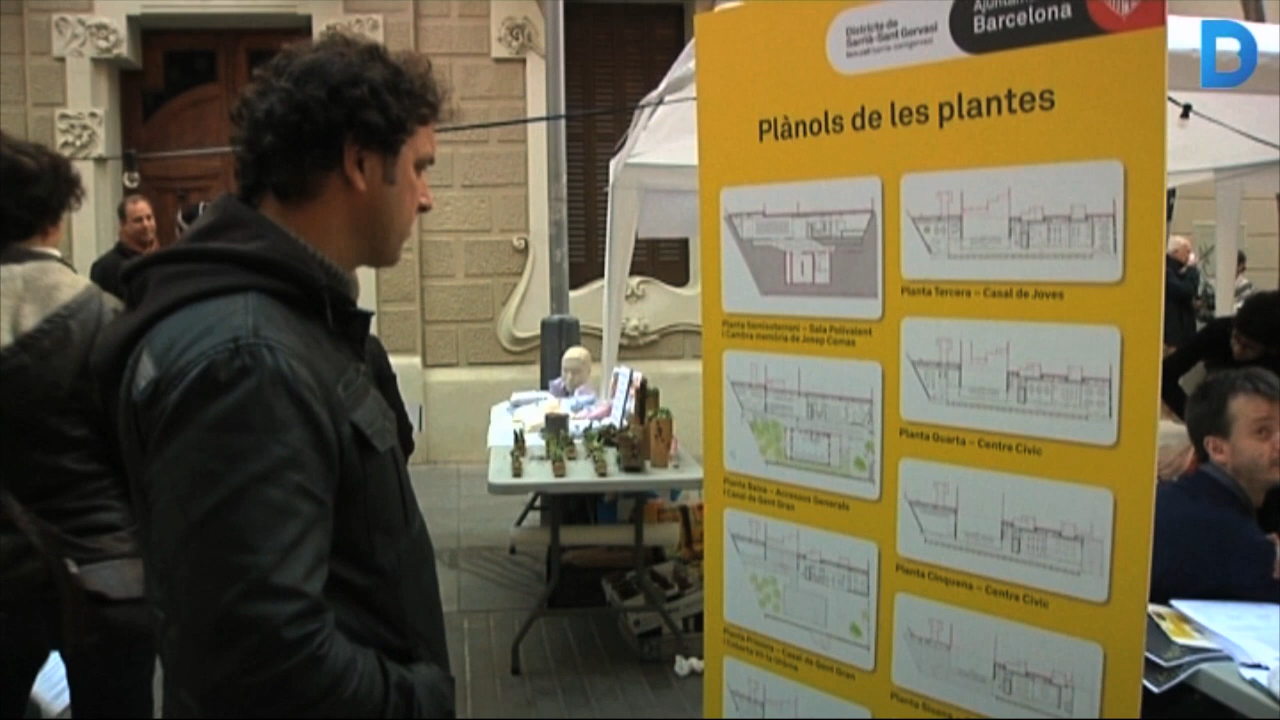 Districte de
Sarrià-Sant Gervasi
Ajuntament
Barcelona
D
Plànols de les plantes
Planta Semisoterrani – Sala Polivalent
i Cambra memòria de Josep Comas
Planta Baixa – Accessos Generals
i Casal de Gent Gran
Planta Primera – Casal de Gent Gran
Planta Tercera – Casal de Joves
Planta Quarta – Centre Cívic
Planta Cinquena – Centre Cívic